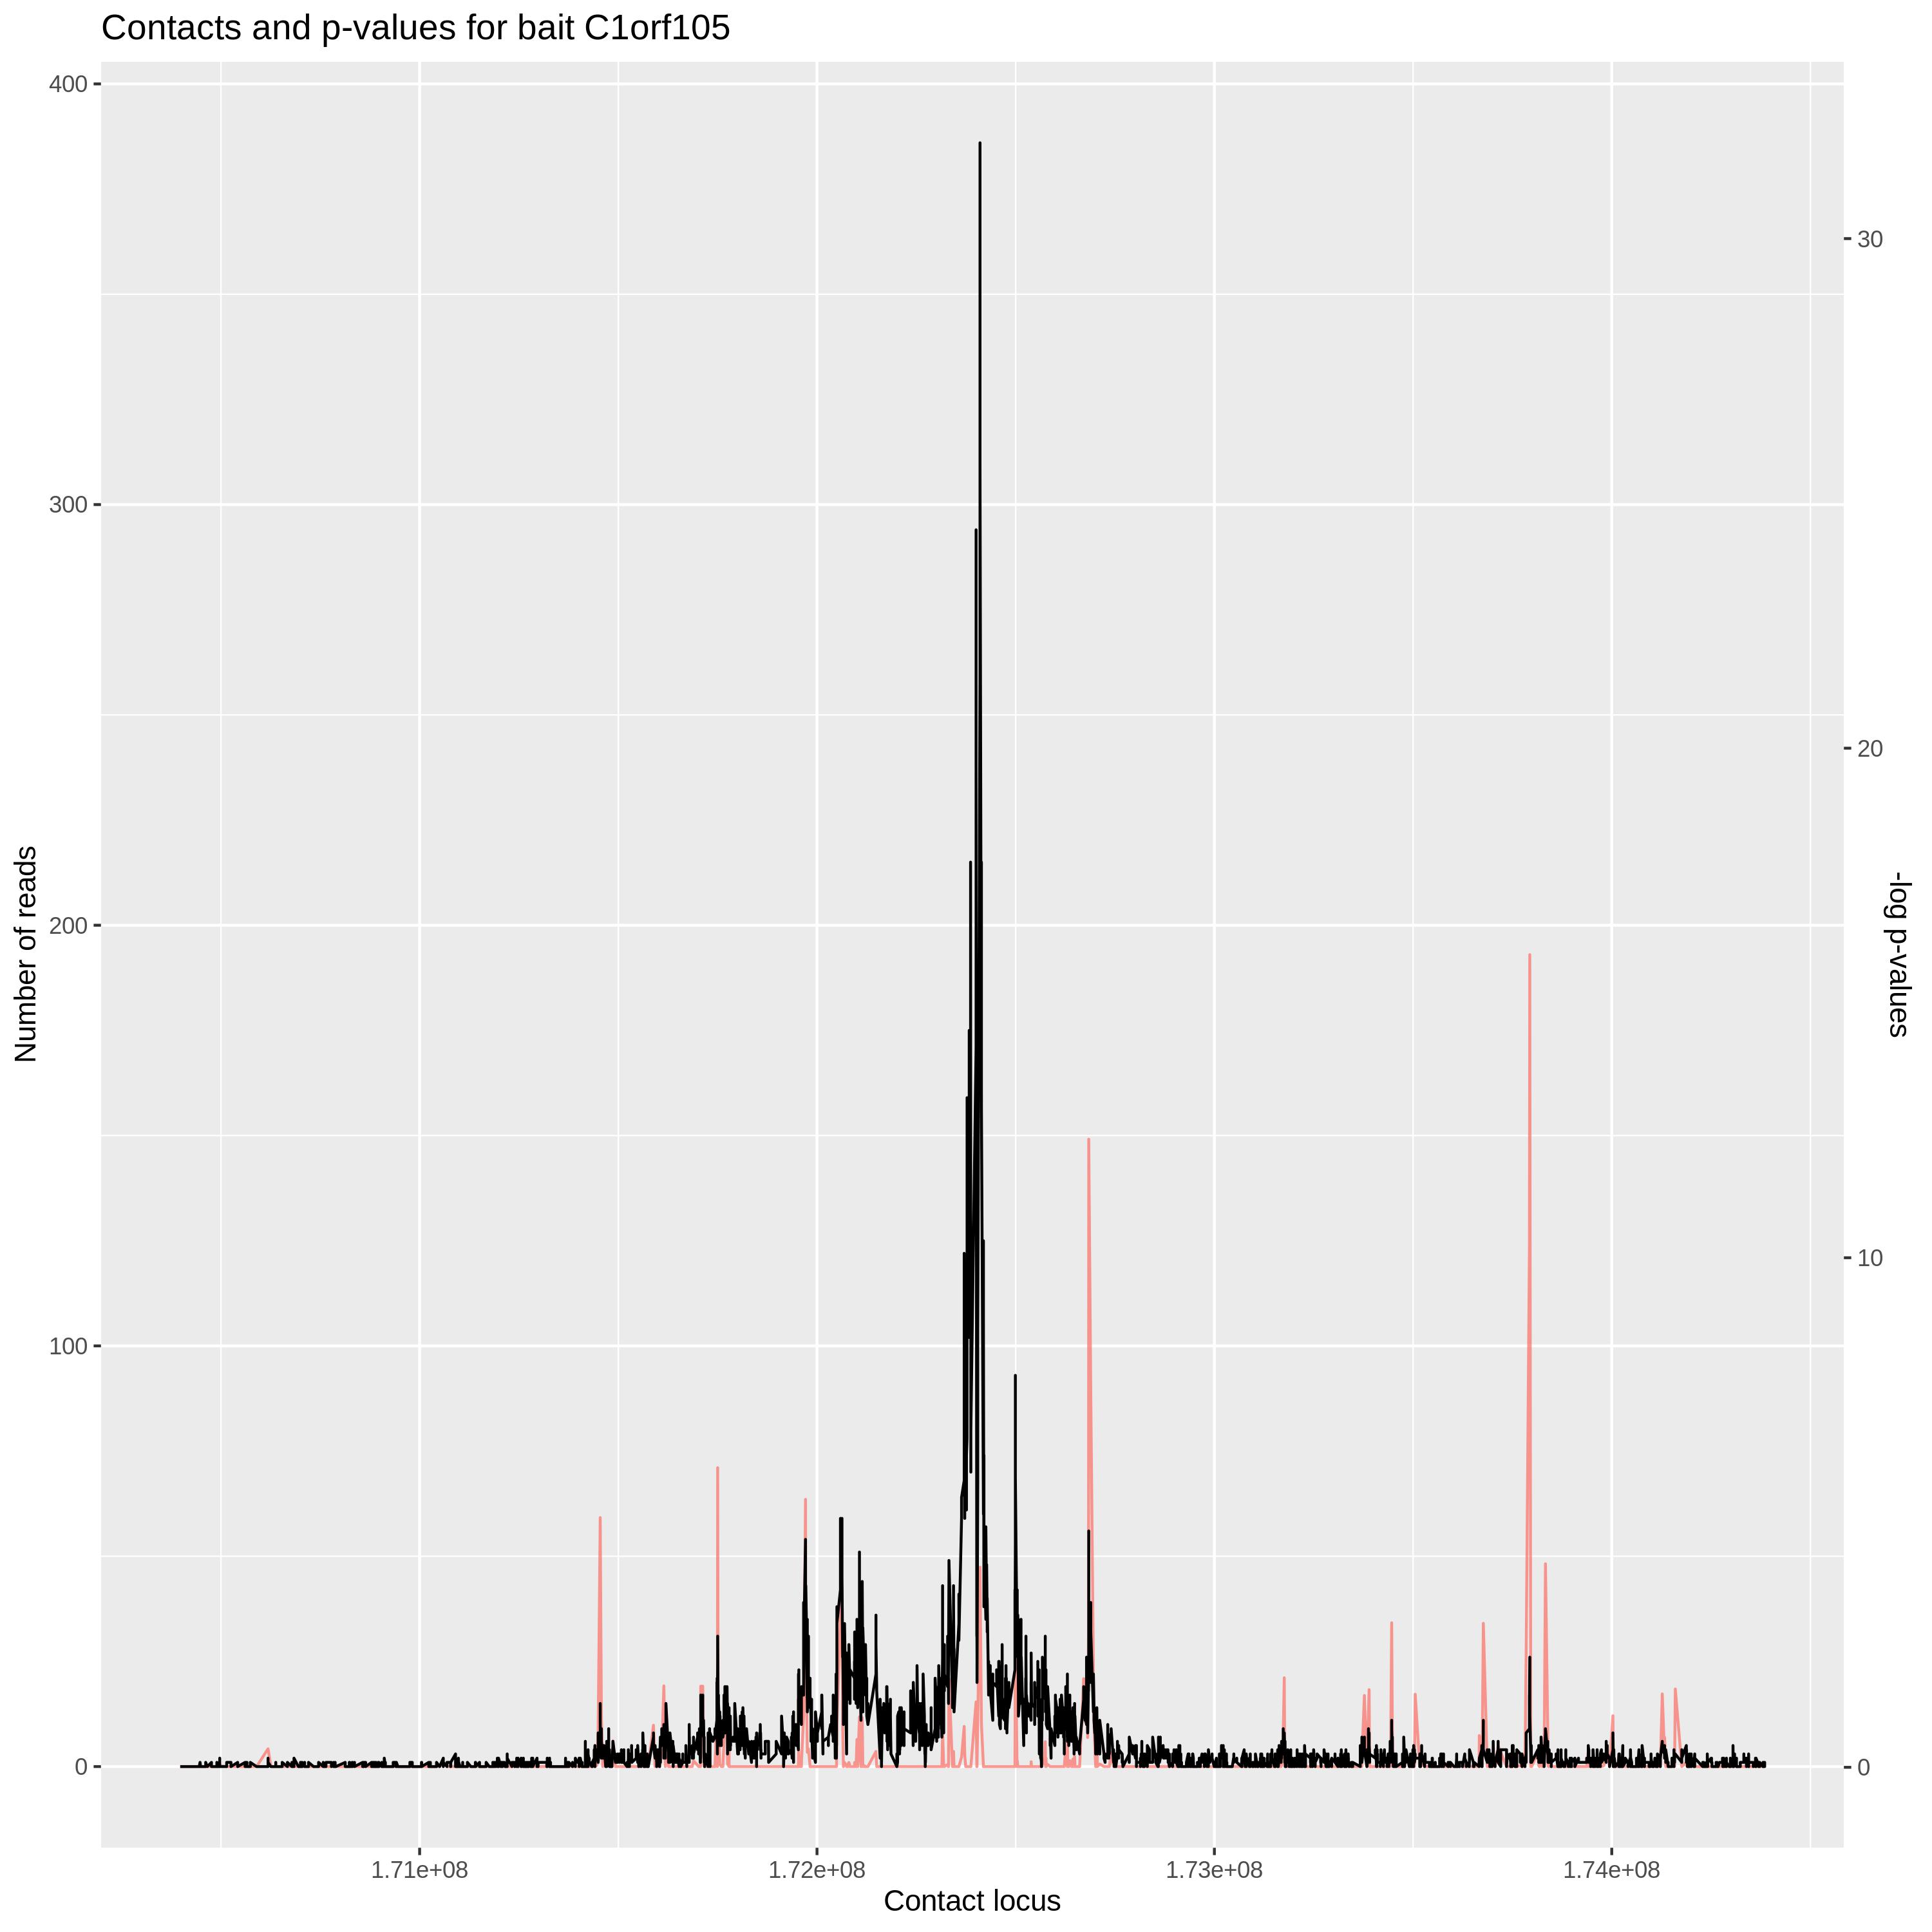 Contacts and p-values for bait C1orf105
400
300
200
100
0
Number of reads
30
20
10
0
-log p-values
1.71e+08
1.72e+08
1.73e+08
1.74e+08
Contact locus